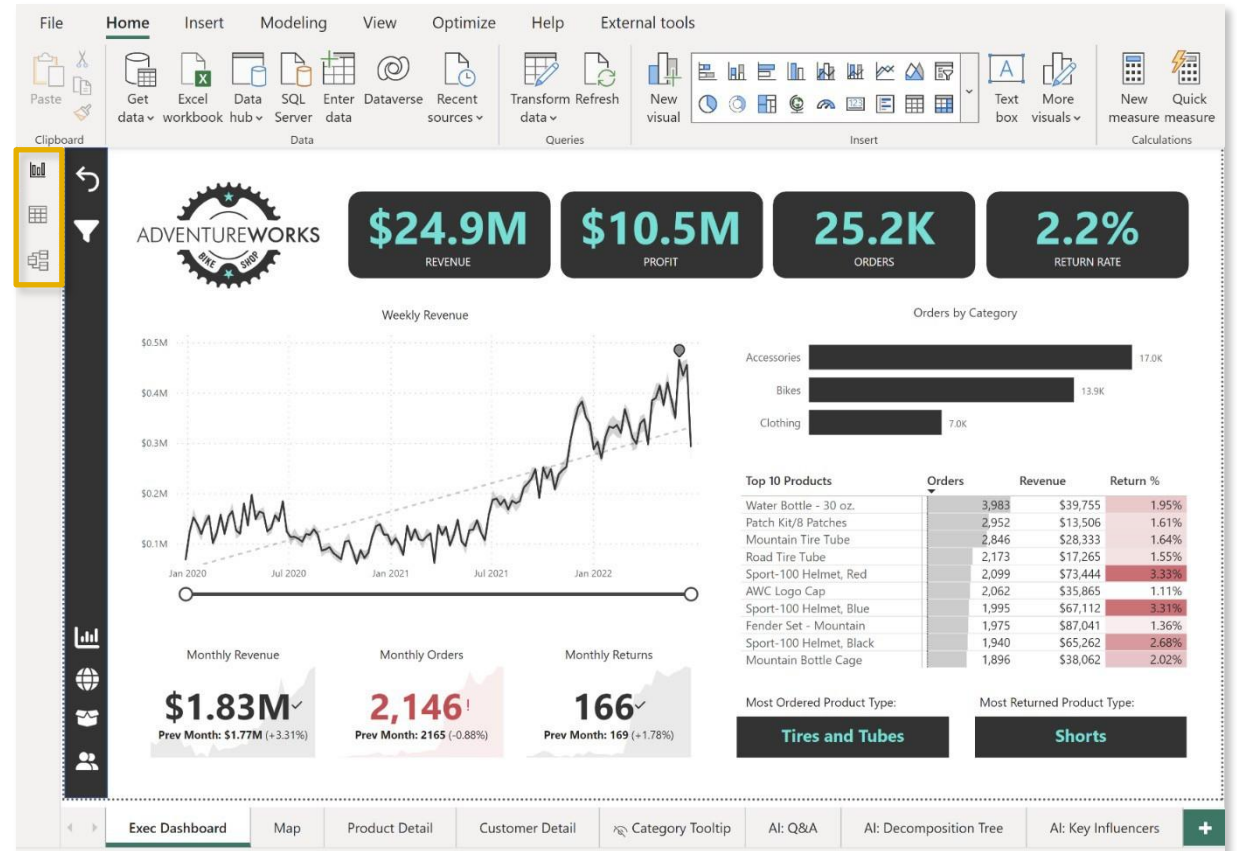 File Home Insert Modeling View Optimize Help External tools
Paste
Get data
Excel workbook
Data hub
SQL Server
Enter data
Dataverse
Recent sources
Transform data
Refresh
New visual
A
Text box
More visuals
New measure
Quick measure
Clipboard Data Queries Insert Calculations
ADVENTUREWORKS
BIKE SHOP
$24.9M
REVENUE
$10.5M
PROFIT
25.2K
ORDERS
2.2%
RETURN RATE
Weekly Revenue
$0.5M
$0.4M
$0.3M
$0.2M
$0.1M
Jan 2020 Jul 2020 Jan 2021 Jul 2021 Jan 2022
Orders by Category
Accessories 17.0K
Bikes 13.9K
Clothing 7.0K
Top 10 Products Orders Revenue Return %
Water Bottle - 30 oz. 3,983 $39,755 1.95%
Patch Kit/8 Patches 2,952 $13,506 1.61%
Mountain Tire Tube 2,846 $28,333 1.64%
Road Tire Tube 2,173 $17,265 1.55%
Sport-100 Helmet, Red 2,099 $73,444 3.33%
AWC Logo Cap 2,062 $35,865 1.11%
Sport-100 Helmet, Blue 1,995 $67,112 3.31%
Fender Set - Mountain 1,975 $87,041 1.36%
Sport-100 Helmet, Black 1,940 $65,262 2.68%
Mountain Bottle Cage 1,896 $38,062 2.02%
Monthly Revenue
$1.83M
Prev Month: $1.77M (+3.31%)
Monthly Orders
2,146!
Prev Month: 2165 (-0.88%)
Monthly Returns
166
Prev Month: 169 (+1.78%)
Most Ordered Product Type:
Tires and Tubes
Most Returned Product Type:
Shorts
Exec Dashboard Map Product Detail Customer Detail Category Tooltip AI: Q&A AI: Decomposition Tree AI: Key Influencers +